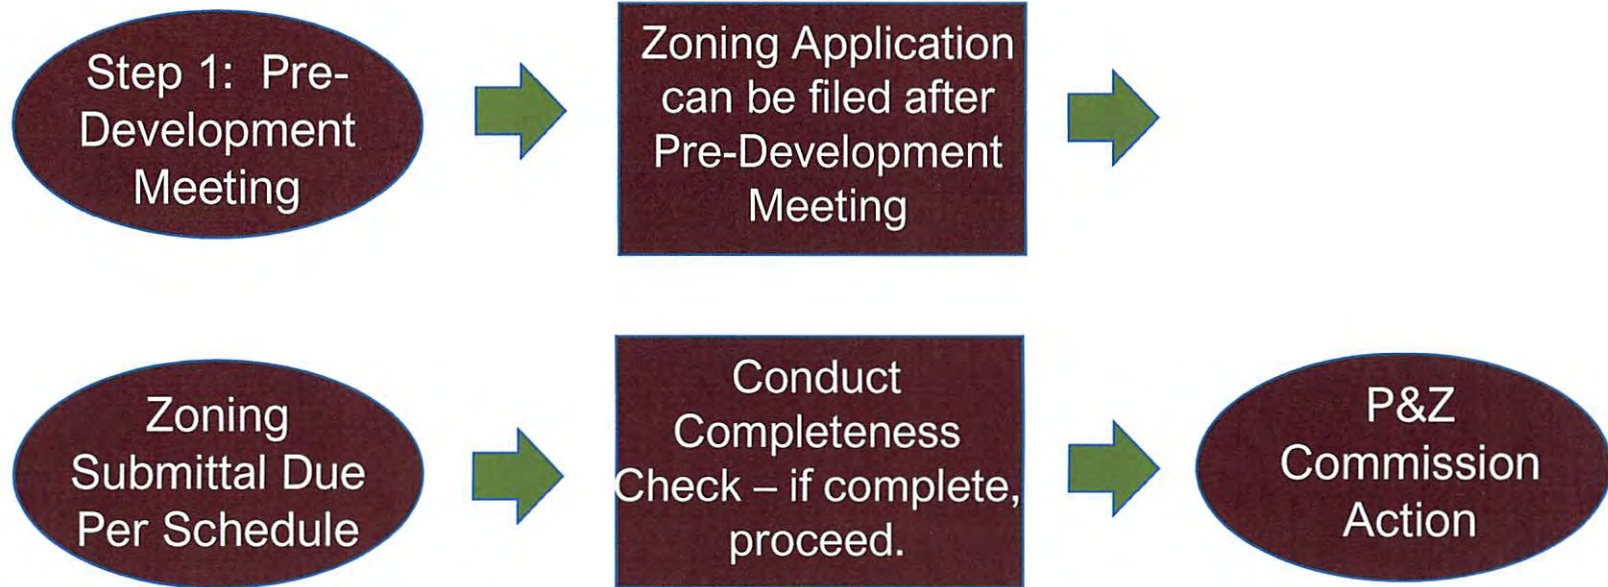 Step 1: Pre-
Development
Meeting
Zoning Application
can be filed after
Pre-Development
Meeting
Zoning
Submittal Due
Per Schedule
Conduct
Completeness
Check – if complete,
proceed.
P&Z
Commission
Action